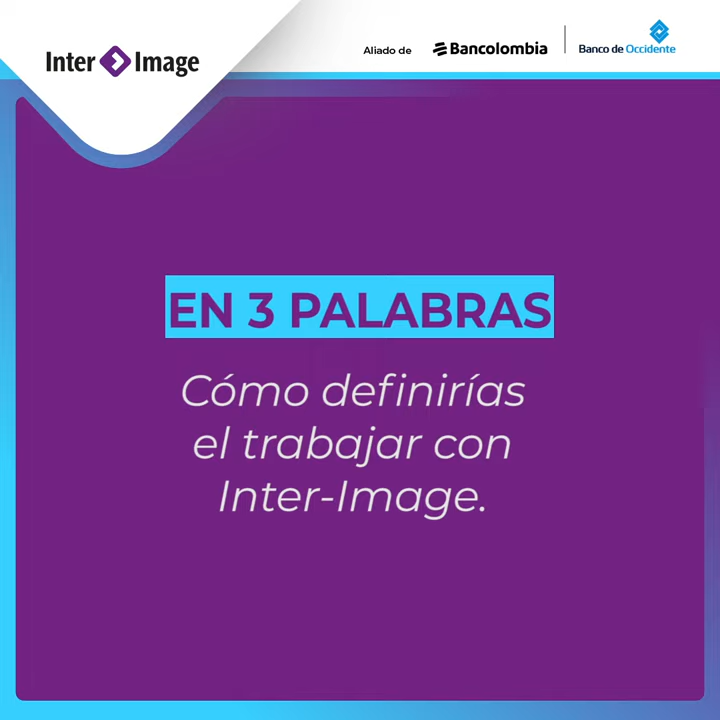 Inter Image
Aliado de
Bancolombia
Banco de Occidente
EN 3 PALABRAS
Cómo definirías
el trabajar con
Inter-Image.